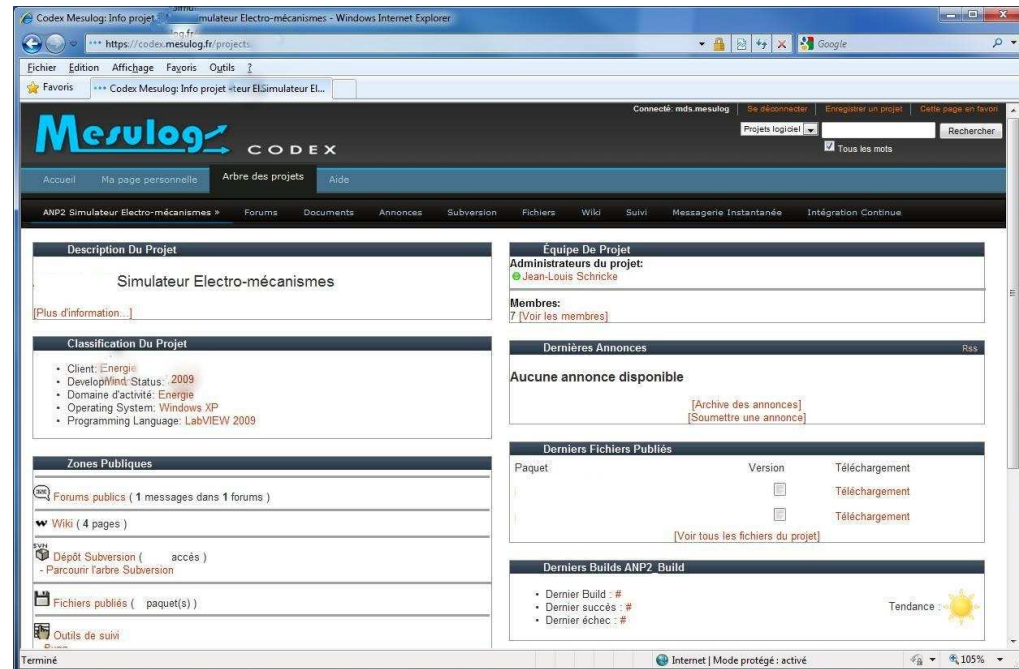 Codex Mesulog: Info projet - Simulateur Electro-mécanismes - Windows Internet Explorer
https://codex.mesulog.fr/projects
Google
Fichier Edition Affichage Favoris Outils ?
Favoris
Codex Mesulog: Info projet - Simulateur El...
Connecté: mds.mesulog Se déconnecter Enregistrer un projet Cette page en favori
Mesulog CODEX
Projets logiciel Rechercher
Tous les mots
Accueil Ma page personnelle Arbre des projets Aide
ANP2 Simulateur Electro-mécanismes » Forums Documents Annonces Subversion Fichiers Wiki Suivi Messagerie Instantanée Intégration Continue
Description Du Projet
Simulateur Electro-mécanismes
[Plus d'information...]
Classification Du Projet
• Client: Energie
• Development Status: 2009
• Domaine d'activité: Energie
• Operating System: Windows XP
• Programming Language: LabVIEW 2009
Zones Publiques
Forums publics ( 1 messages dans 1 forums )
Wiki ( 4 pages )
Dépôt Subversion ( accès )
- Parcourir l'arbre Subversion
Fichiers publiés ( paquet(s) )
Outils de suivi
Équipe De Projet
Administrateurs du projet:
Jean-Louis Schricke
Membres:
7 [Voir les membres]
Dernières Annonces Rss
Aucune annonce disponible
[Archive des annonces]
[Soumettre une annonce]
Derniers Fichiers Publiés
Paquet Version Téléchargement
Téléchargement
Téléchargement
[Voir tous les fichiers du projet]
Derniers Builds ANP2_Build
• Dernier Build : #
• Dernier succès : #
• Dernier échec : #
Tendance :
Terminé
Internet | Mode protégé : activé
105%